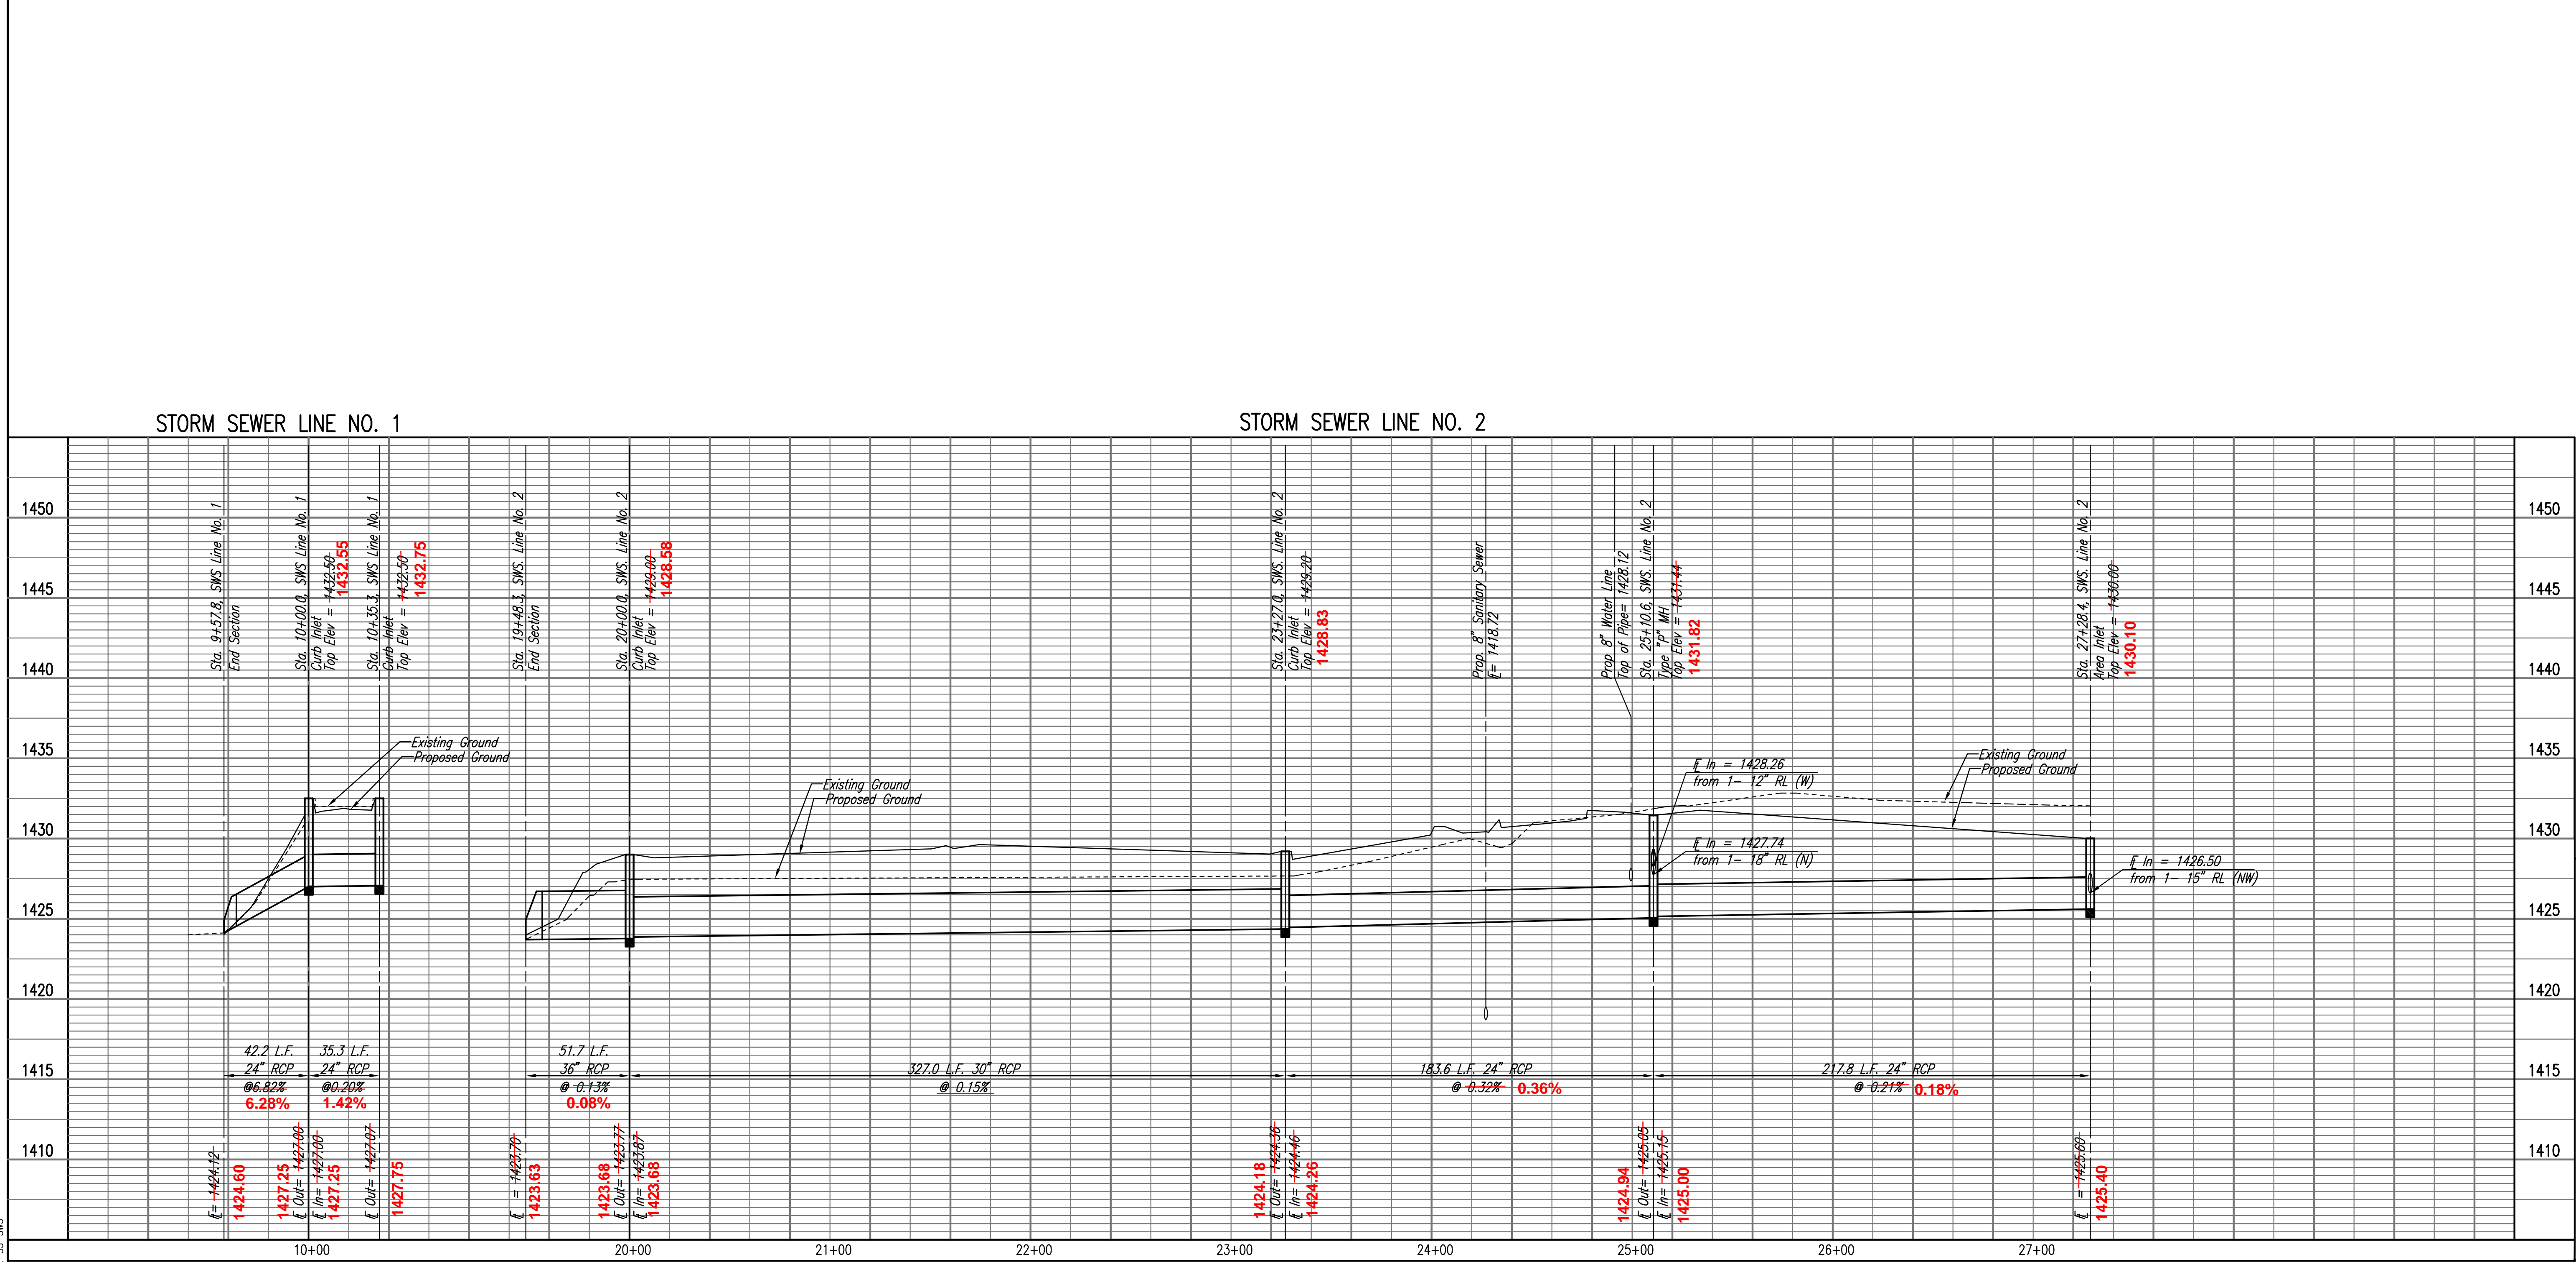 STORM SEWER LINE NO. 1
STORM SEWER LINE NO. 2
1450
1445
1440
1435
1430
1425
1420
1415
1410
1450
1445
1440
1435
1430
1425
1420
1415
1410
Sta. 9+57.8, SWS Line No. 1
End Section
Sta. 10+00.0, SWS Line No. 1
Curb Inlet
Top Elev = 1432.50
1432.55
Sta. 10+35.3, SWS Line No. 1
Curb Inlet
Top Elev = 1432.50
1432.75
Sta. 19+48.3, SWS. Line No. 2
End Section
Sta. 20+00.0, SWS. Line No. 2
Curb Inlet
Top Elev = 1429.00
1428.58
Sta. 23+27.0, SWS. Line No. 2
Curb Inlet
Top Elev = 1429.20
1428.83
Prop. 8" Sanitary Sewer
℄= 1418.72
Prop 8" Water Line
Top of Pipe= 1428.12
Sta. 25+10.6, SWS. Line No. 2
Type "P" MH
Top Elev = 1431.44
1431.82
Sta. 27+28.4, SWS. Line No. 2
Area Inlet
Top Elev = 1430.00
1430.10
Existing Ground
Proposed Ground
Existing Ground
Proposed Ground
℄ In = 1428.26
from 1- 12" RL (W)
℄ In = 1427.74
from 1- 18" RL (N)
Existing Ground
Proposed Ground
℄ In = 1426.50
from 1- 15" RL (NW)
42.2 L.F.
24" RCP
@6.82%
6.28%
35.3 L.F.
24" RCP
@0.20%
1.42%
51.7 L.F.
36" RCP
@ 0.13%
0.08%
327.0 L.F. 30" RCP
@ 0.15%
183.6 L.F. 24" RCP
@ 0.32% 0.36%
217.8 L.F. 24" RCP
@ 0.21% 0.18%
℄= 1424.12
1424.60
1427.25
℄ Out= 1427.00
℄ In= 1427.00
1427.25
℄ Out= 1427.07
1427.75
℄ = 1423.70
1423.63
1423.68
℄ Out= 1423.77
℄ In= 1423.87
1423.68
1424.18
℄ Out= 1424.36
℄ In= 1424.46
1424.26
1424.94
℄ Out= 1425.05
℄ In= 1425.15
1425.00
℄ = 1425.60
1425.40
10+00
20+00
21+00
22+00
23+00
24+00
25+00
26+00
27+00